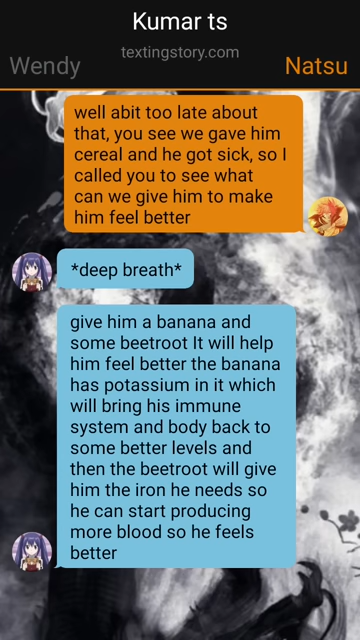 Kumar ts
textingstory.com
Wendy
Natsu
well abit too late about
that, you see we gave him
cereal and he got sick, so I
called you to see what
can we give him to make
him feel better
*deep breath*
give him a banana and
some beetroot It will help
him feel better the banana
has potassium in it which
will bring his immune
system and body back to
some better levels and
then the beetroot will give
him the iron he needs so
he can start producing
more blood so he feels
better